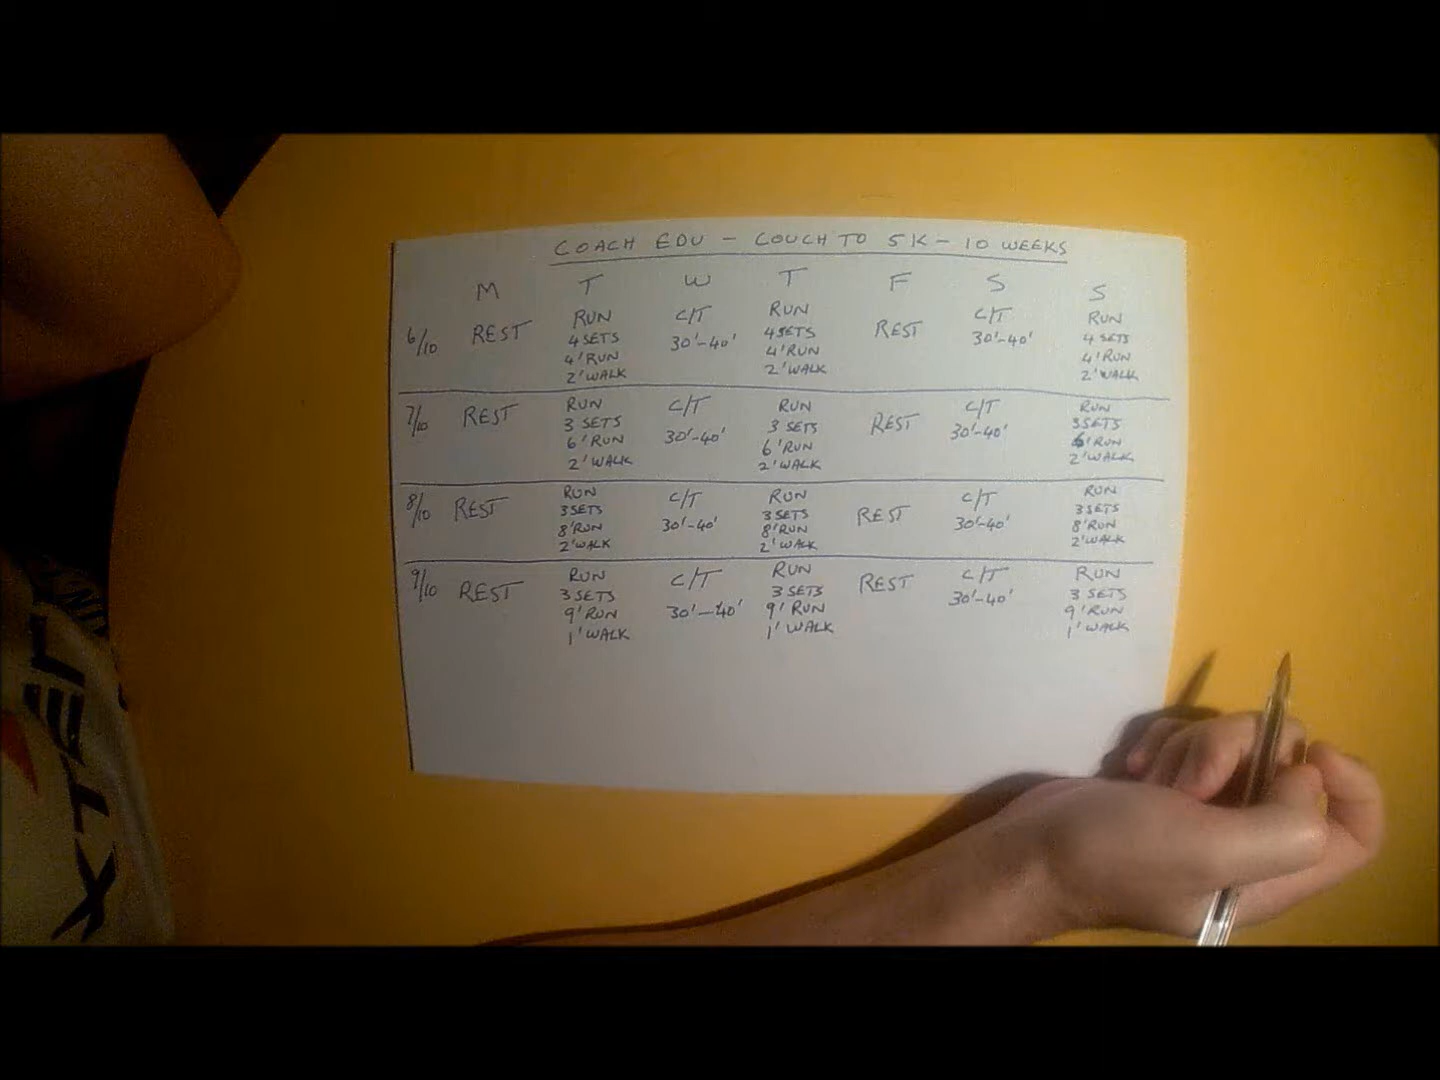 COACH EDU - COUCH TO 5K - 10 WEEKS
M T W T F S S
6/10 REST RUN C/T RUN REST C/T RUN
4 SETS 30'-40' 4 SETS 30'-40' 4 SETS
4' RUN 4' RUN 4' RUN
2' WALK 2' WALK 2' WALK
7/10 REST RUN C/T RUN REST C/T RUN
3 SETS 30'-40' 3 SETS 30'-40' 3 SETS
6' RUN 6' RUN 6' RUN
2' WALK 2' WALK 2' WALK
8/10 REST RUN C/T RUN REST C/T RUN
3 SETS 30'-40' 3 SETS 30'-40' 3 SETS
8' RUN 8' RUN 8' RUN
2' WALK 2' WALK 2' WALK
9/10 REST RUN C/T RUN REST C/T RUN
3 SETS 30'-40' 3 SETS 30'-40' 3 SETS
9' RUN 9' RUN 9' RUN
1' WALK 1' WALK 1' WALK